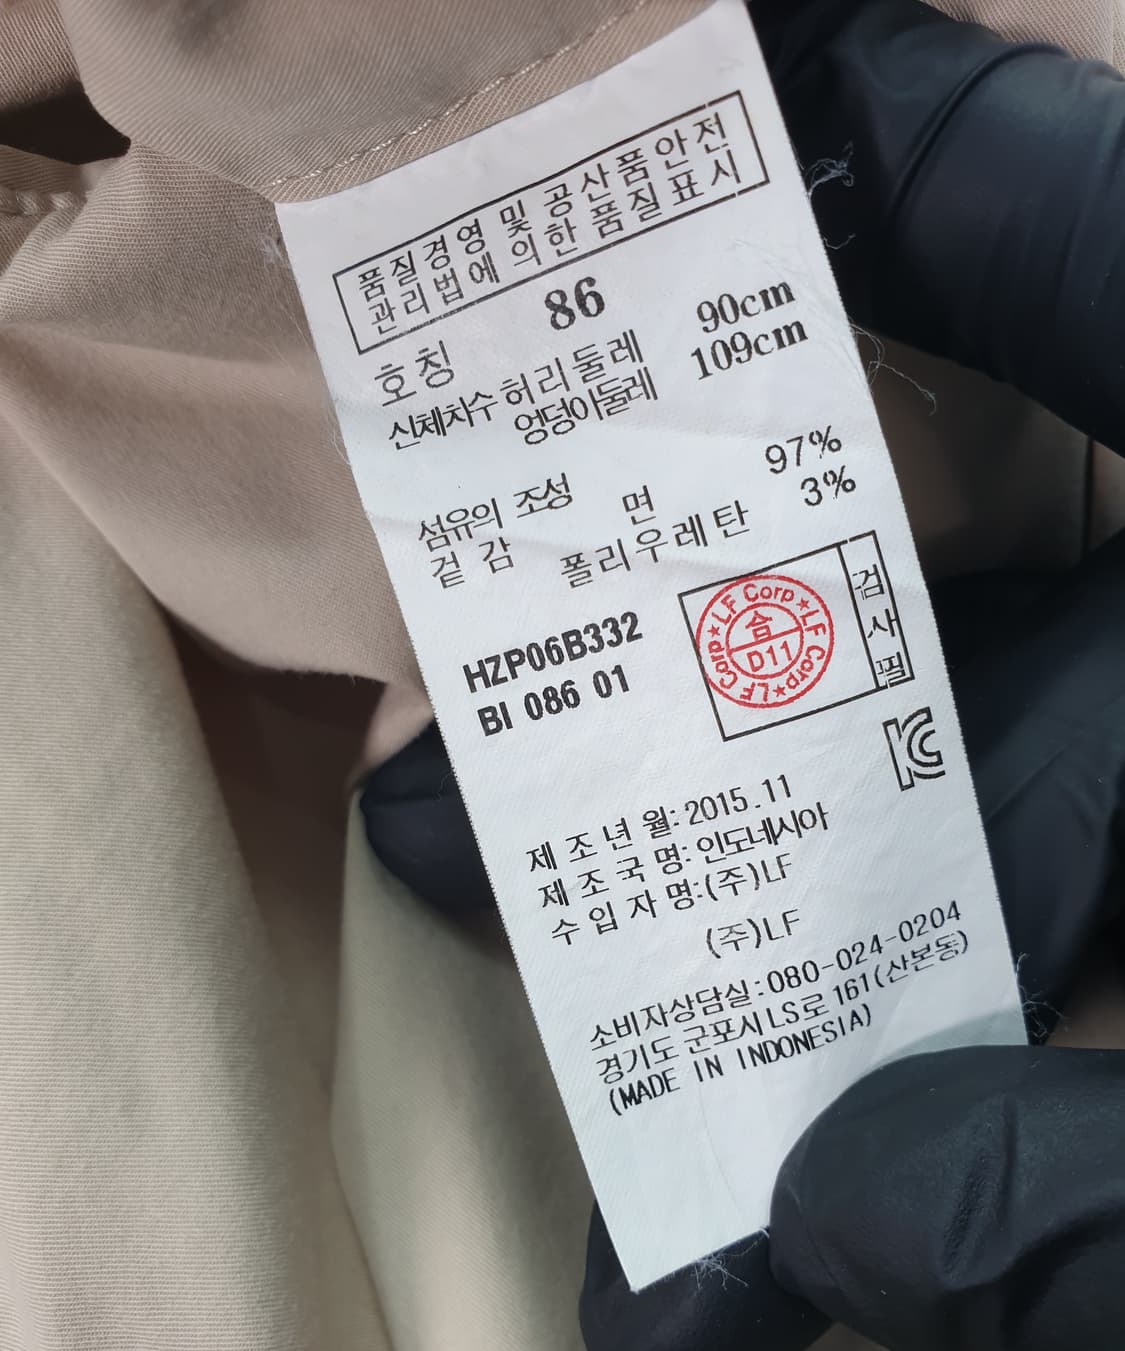 품질경영 및 공산품안전
관리법에 의한 품질표시
호칭 86
신체치수 허리둘레 90cm
엉덩이둘레 109cm
섬유의 조성 면 97%
겉감 폴리우레탄 3%
HZP06B332
BI 086 01
LF Corp★LF Corp★LF Corp★
合
D11
검사필
KC
제조년월:2015.11
제조국명:인도네시아
수입자명:(주)LF
(주)LF
소비자상담실:080-024-0204
경기도 군포시 LS로 161(산본동)
(MADE IN INDONESIA)